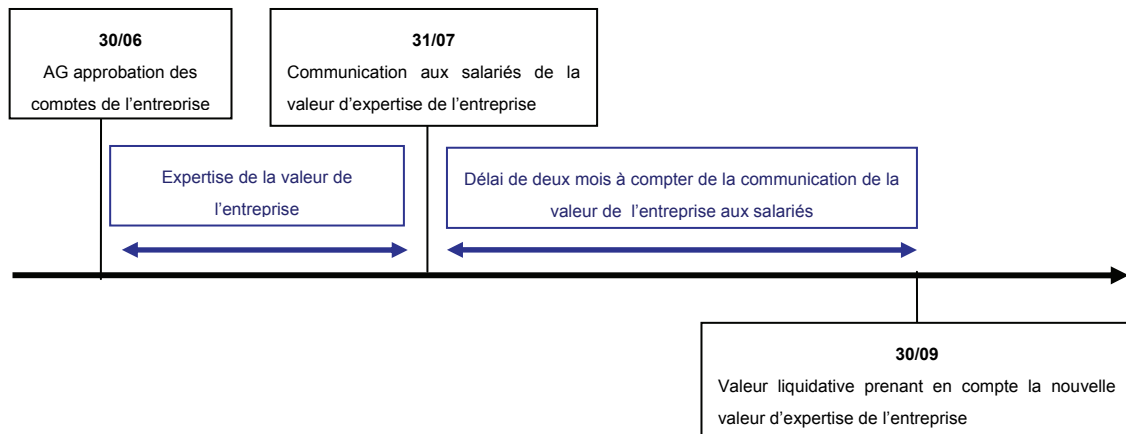 30/06
AG approbation des
comptes de l'entreprise
31/07
Communication aux salariés de la
valeur d'expertise de l'entreprise
Expertise de la valeur de
l'entreprise
Délai de deux mois à compter de la communication de la
valeur de l'entreprise aux salariés
30/09
Valeur liquidative prenant en compte la nouvelle
valeur d'expertise de l'entreprise